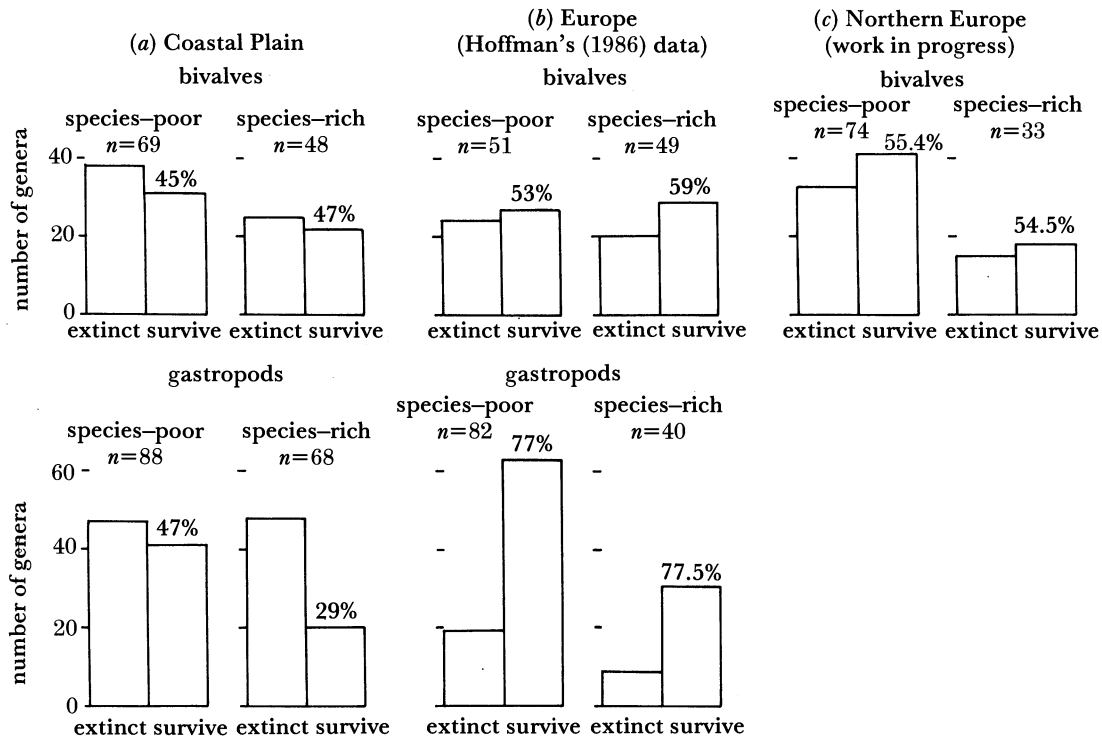 (a) Coastal Plain
bivalves
species–poor
n=69
species–rich
n=48
number of genera
40
20
0
45%
47%
extinct survive
extinct survive
gastropods
species–poor
n=88
species–rich
n=68
number of genera
60
40
20
0
47%
29%
extinct survive
extinct survive
(b) Europe
(Hoffman's (1986) data)
bivalves
species–poor
n=51
species–rich
n=49
53%
59%
extinct survive
extinct survive
gastropods
species–poor
n=82
species–rich
n=40
77%
77.5%
extinct survive
extinct survive
(c) Northern Europe
(work in progress)
bivalves
species–poor
n=74
species–rich
n=33
55.4%
54.5%
extinct survive
extinct survive